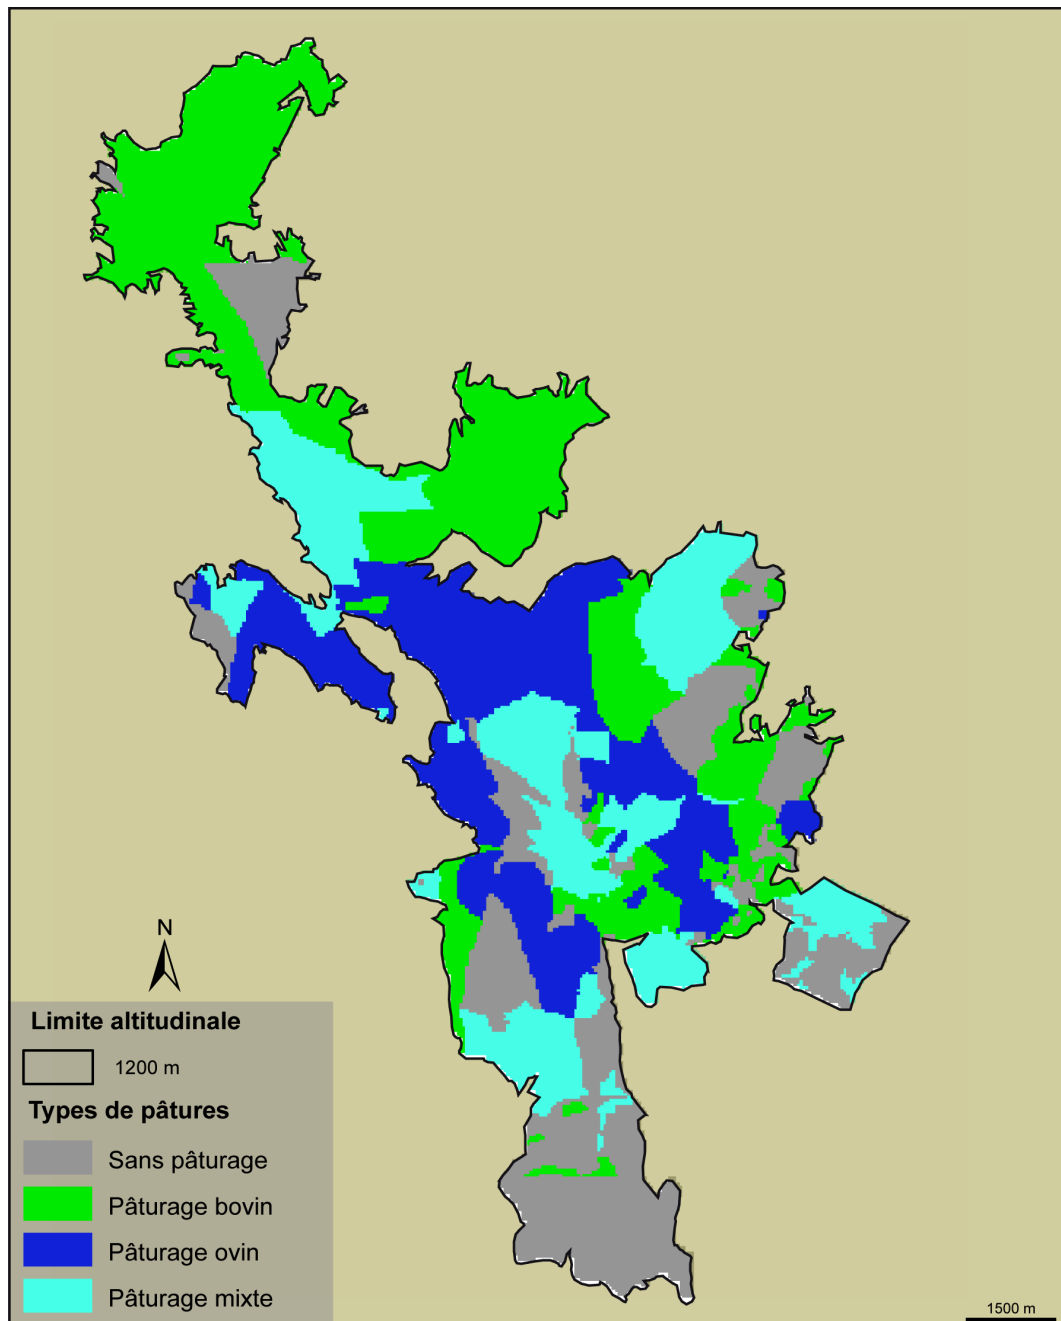 N
Limite altitudinale
1200 m
Types de pâtures
Sans pâturage
Pâturage bovin
Pâturage ovin
Pâturage mixte
1500 m